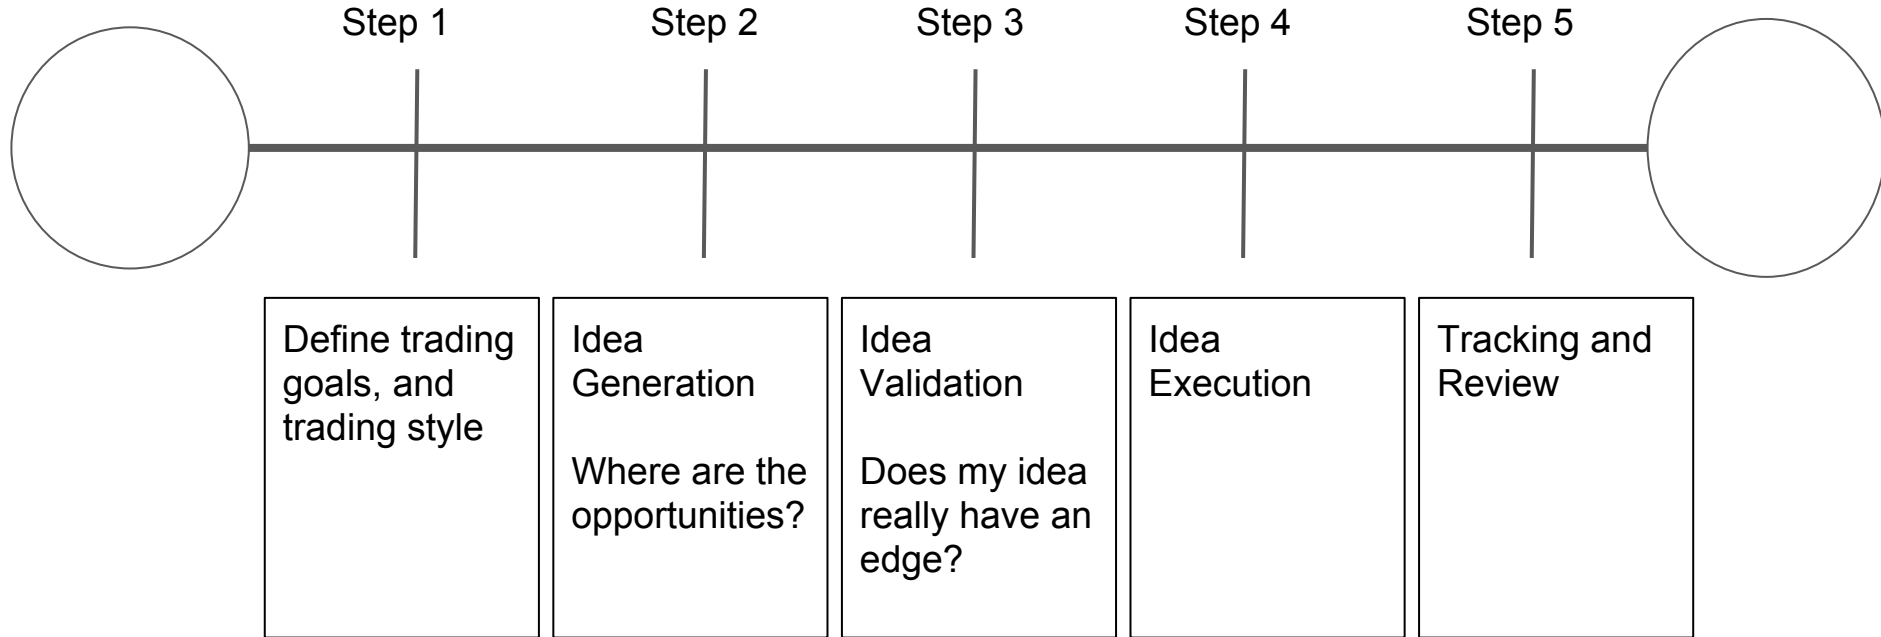 Step 1
Step 2
Step 3
Step 4
Step 5
Define trading
goals, and
trading style
Idea
Generation
Where are the
opportunities?
Idea
Validation
Does my idea
really have an
edge?
Idea
Execution
Tracking and
Review